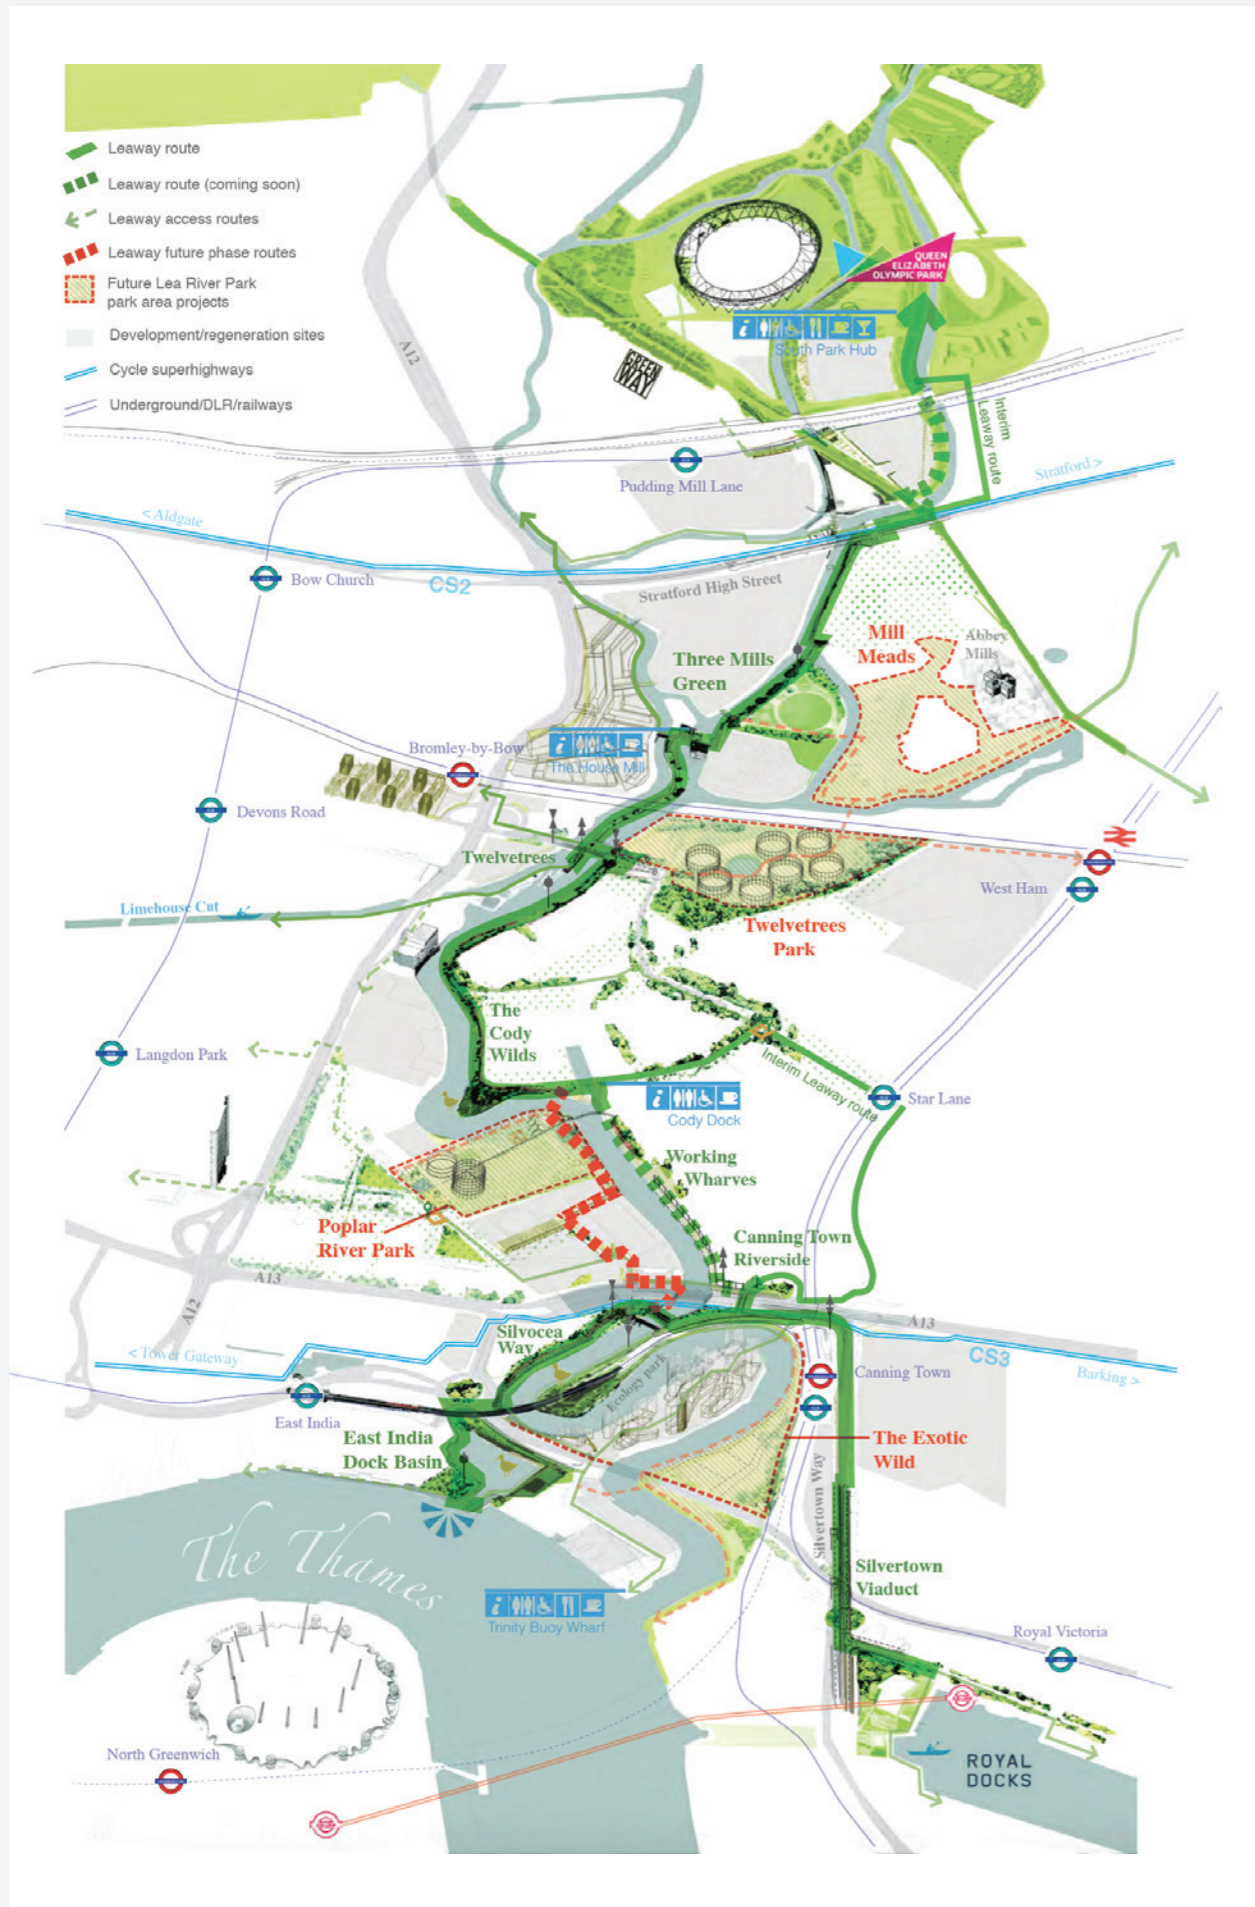 Leaway route
Leaway route (coming soon)
Leaway access routes
Leaway future phase routes
Future Lea River Park
park area projects
Development/regeneration sites
Cycle superhighways
Underground/DLR/railways
A12
QUEEN
ELIZABETH
OLYMPIC PARK
South Park Hub
GREEN
WAY
Interim
Leaway route
Pudding Mill Lane
Stratford >
< Aldgate
Bow Church
CS2
Stratford High Street
Mill
Meads
Abbey
Mills
Three Mills
Green
Bromley-by-Bow
The House Mill
Devons Road
Twelvetrees
West Ham
Limehouse Cut
Twelvetrees
Park
The
Cody
Wilds
Langdon Park
Interim Leaway route
Star Lane
Cody Dock
Working
Wharves
Poplar
River Park
Canning Town
Riverside
A13
A12
A13
Silvocea
Way
< Tower Gateway
CS3
Barking >
Ecology park
Canning Town
East India
East India
Dock Basin
The Exotic
Wild
Silvertown Way
The Thames
Silvertown
Viaduct
Trinity Buoy Wharf
Royal Victoria
North Greenwich
ROYAL
DOCKS